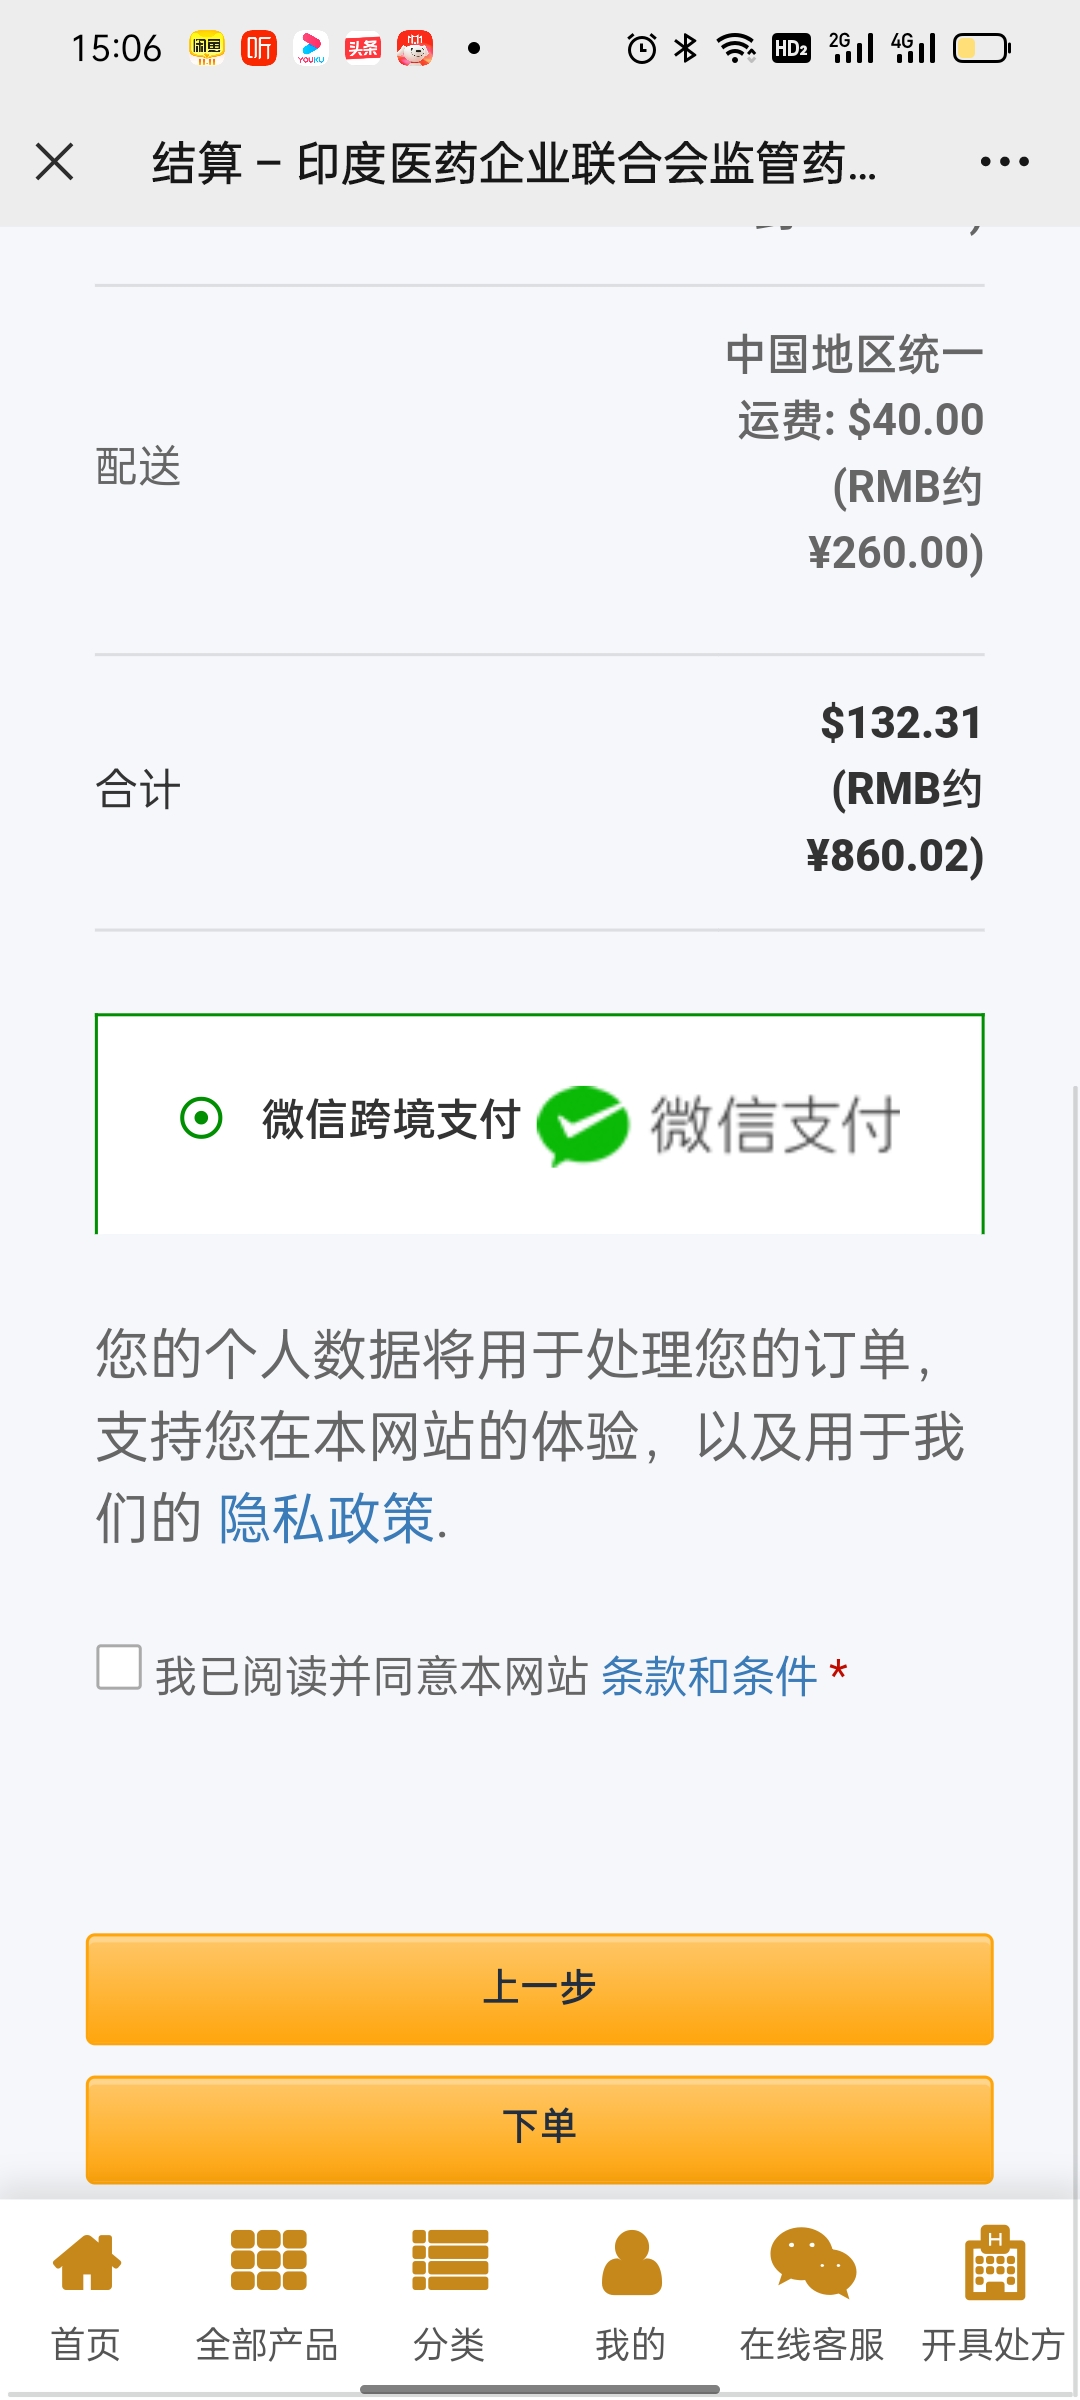 15:06
闲鱼
11.11
听
YOUKU
头条
11.11
HD2
2G
4G
结算 – 印度医药企业联合会监管药...
中国地区统一
运费: $40.00
配送
(RMB约
¥260.00)
$132.31
合计
(RMB约
¥860.02)
微信跨境支付
微信支付
您的个人数据将用于处理您的订单,
支持您在本网站的体验, 以及用于我
们的 隐私政策.
我已阅读并同意本网站 条款和条件 *
上一步
下单
H
首页
全部产品
分类
我的
在线客服
开具处方